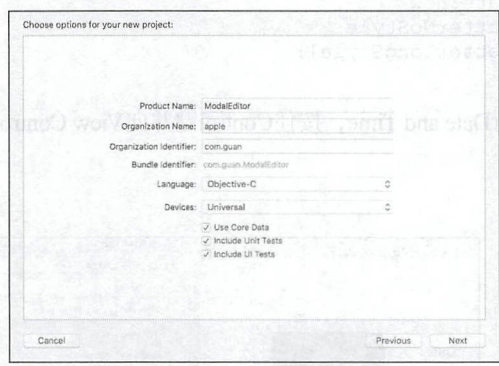 Choose options for your new project:
Product Name: ModalEditor
Organization Name: apple
Organization Identifier: com.guan
Bundle Identifier: com.guan.ModalEditor
Language: Objective-C
Devices: Universal
Use Core Data
Include Unit Tests
Include UI Tests
Cancel Previous Next